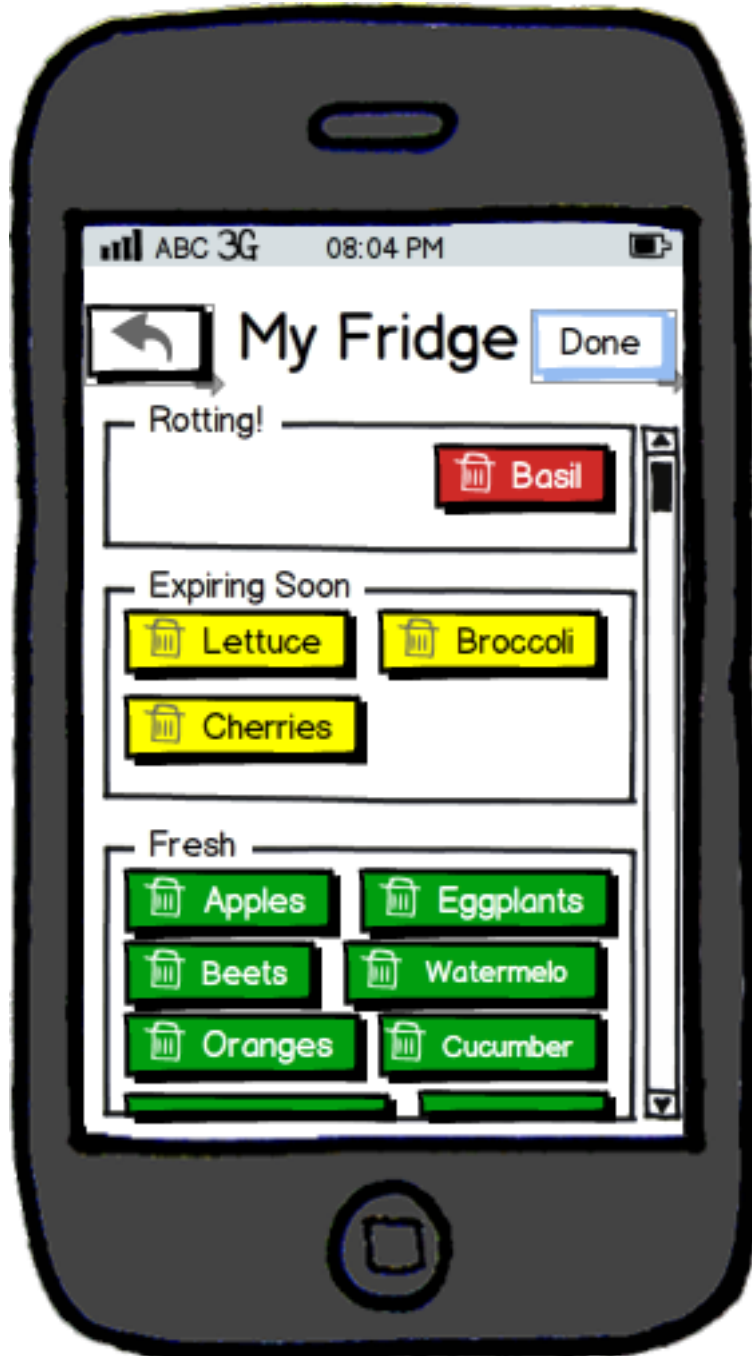 ABC 3G 08:04 PM
My Fridge Done
Rotting!
Basil
Expiring Soon
Lettuce Broccoli
Cherries
Fresh
Apples Eggplants
Beets Watermelo
Oranges Cucumber